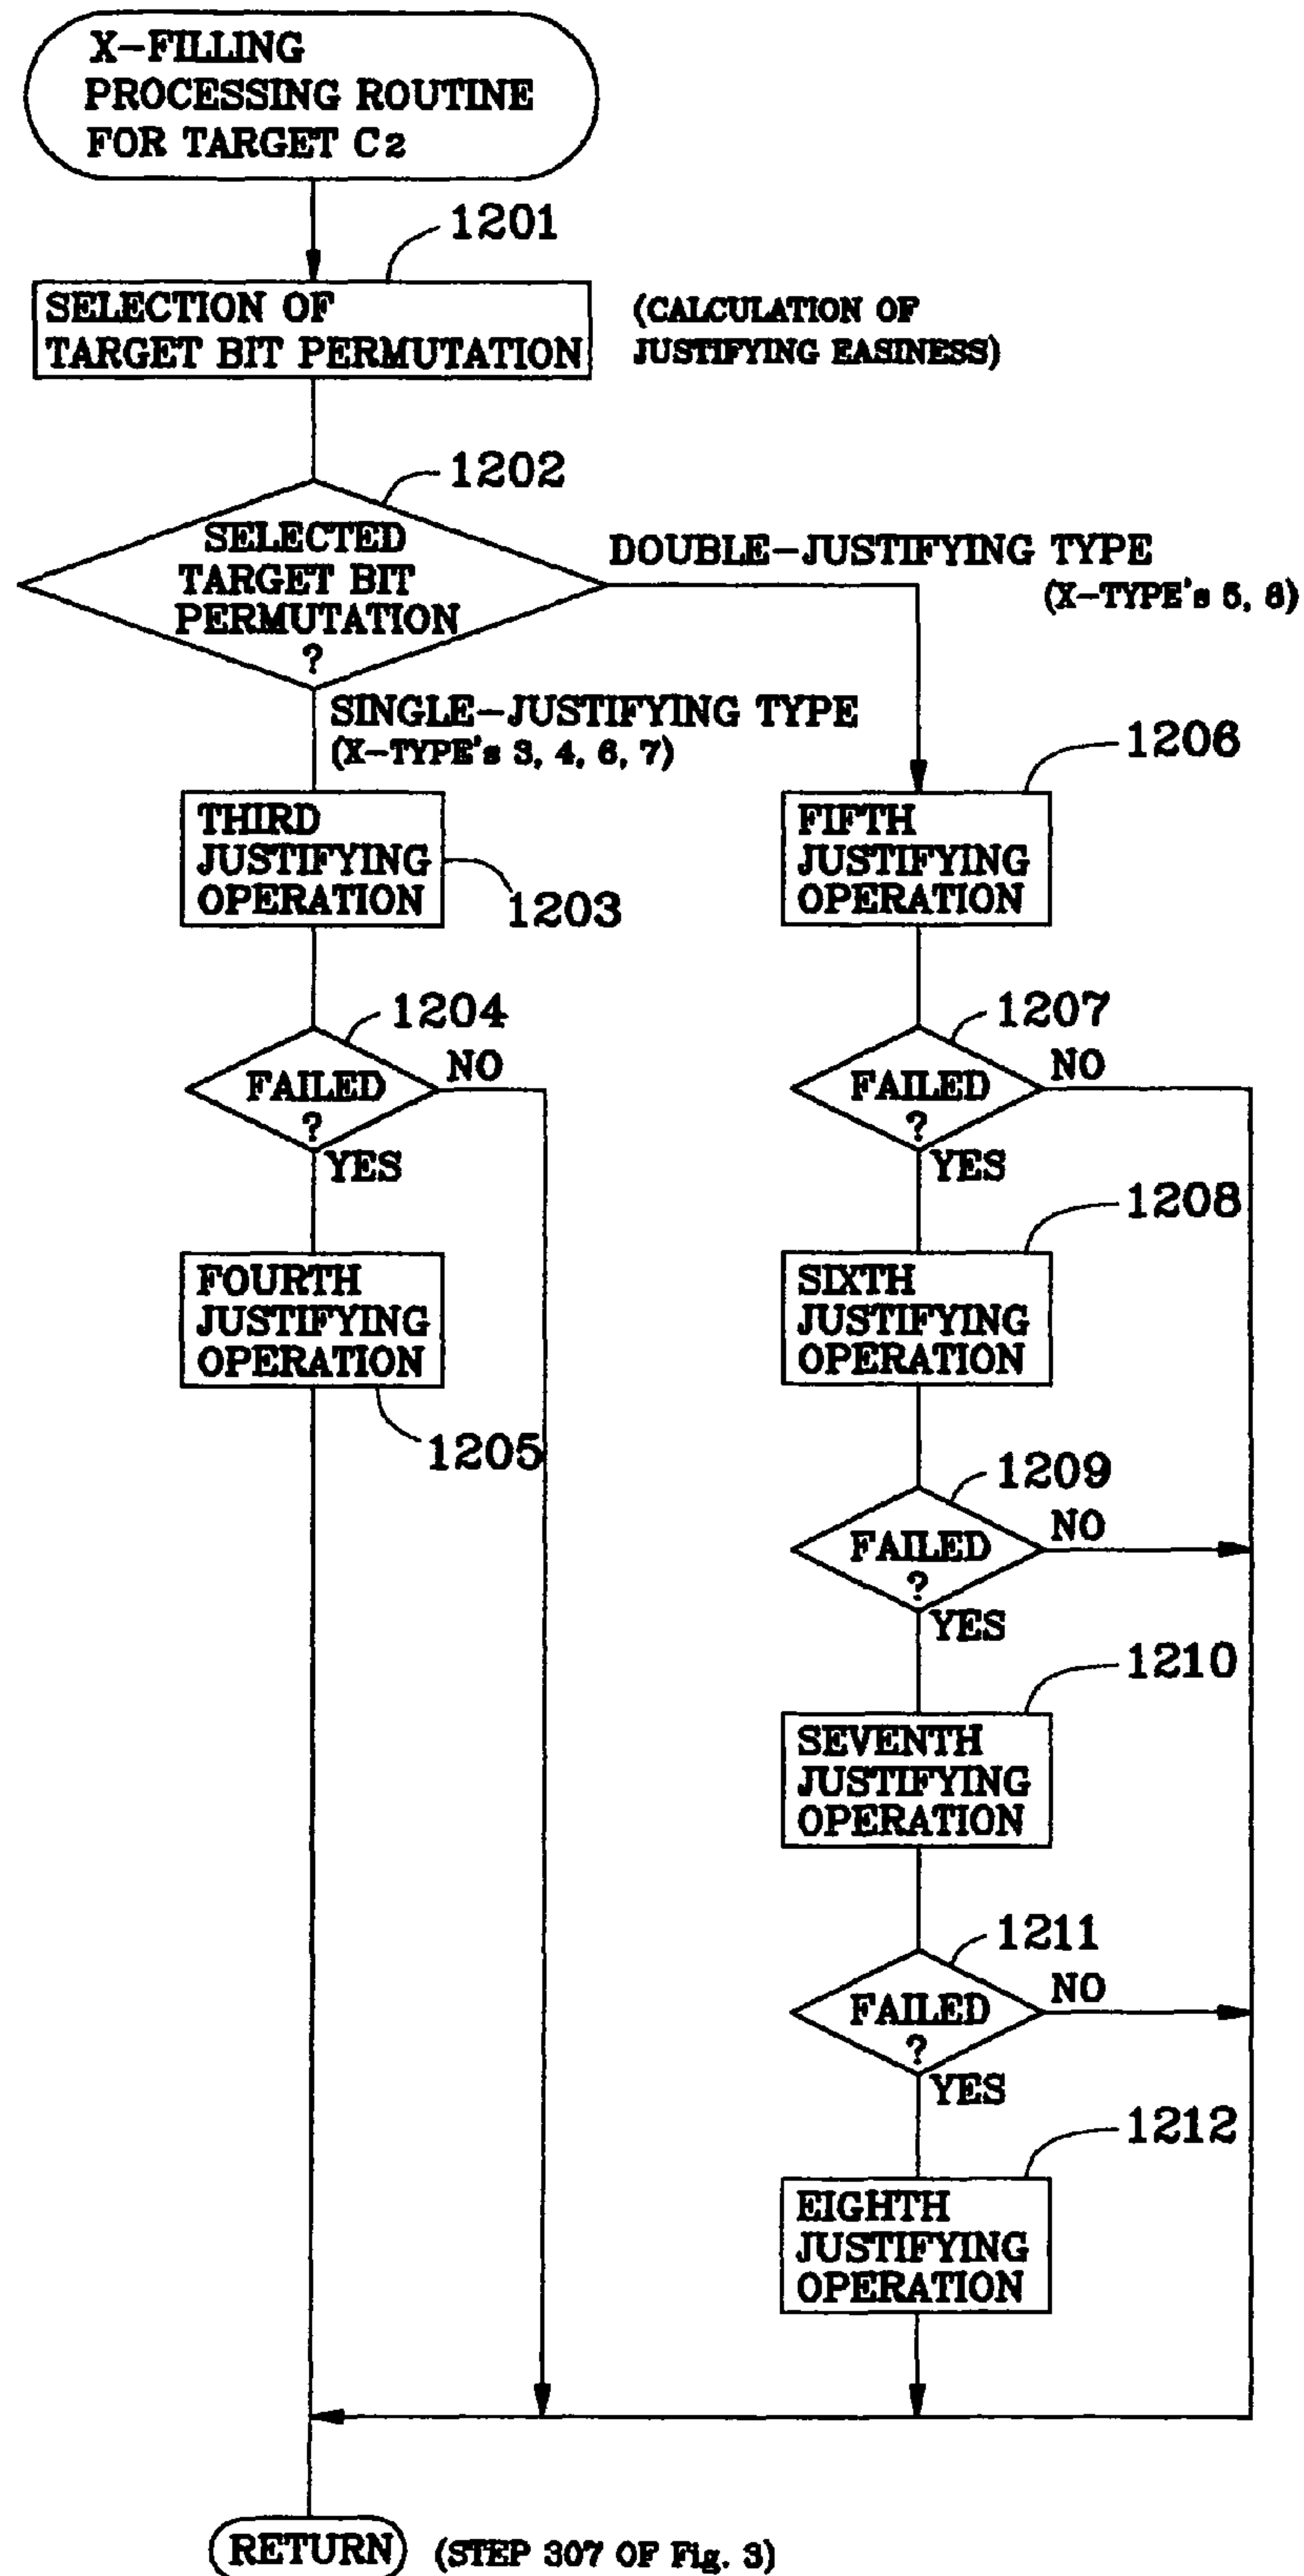 X-FILLING
PROCESSING ROUTINE
FOR TARGET C2
1201
SELECTION OF
TARGET BIT PERMUTATION
(CALCULATION OF
JUSTIFYING EASINESS)
1202
SELECTED
TARGET BIT
PERMUTATION
?
DOUBLE-JUSTIFYING TYPE
(X-TYPE's 5, 8)
SINGLE-JUSTIFYING TYPE
(X-TYPE's 3, 4, 6, 7)
THIRD
JUSTIFYING
OPERATION
1203
1206
FIFTH
JUSTIFYING
OPERATION
1204
FAILED
?
NO
YES
1207
FAILED
?
NO
YES
FOURTH
JUSTIFYING
OPERATION
1205
1208
SIXTH
JUSTIFYING
OPERATION
1209
FAILED
?
NO
YES
1210
SEVENTH
JUSTIFYING
OPERATION
1211
FAILED
?
NO
YES
1212
EIGHTH
JUSTIFYING
OPERATION
RETURN
(STEP 307 OF Fig. 3)